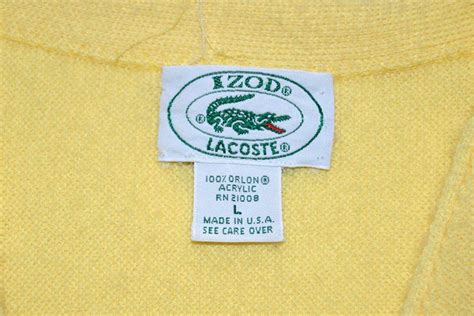 IZOD®
LACOSTE®
100% ORLON®
ACRYLIC
RN 21008
L
MADE IN U.S.A.
SEE CARE OVER